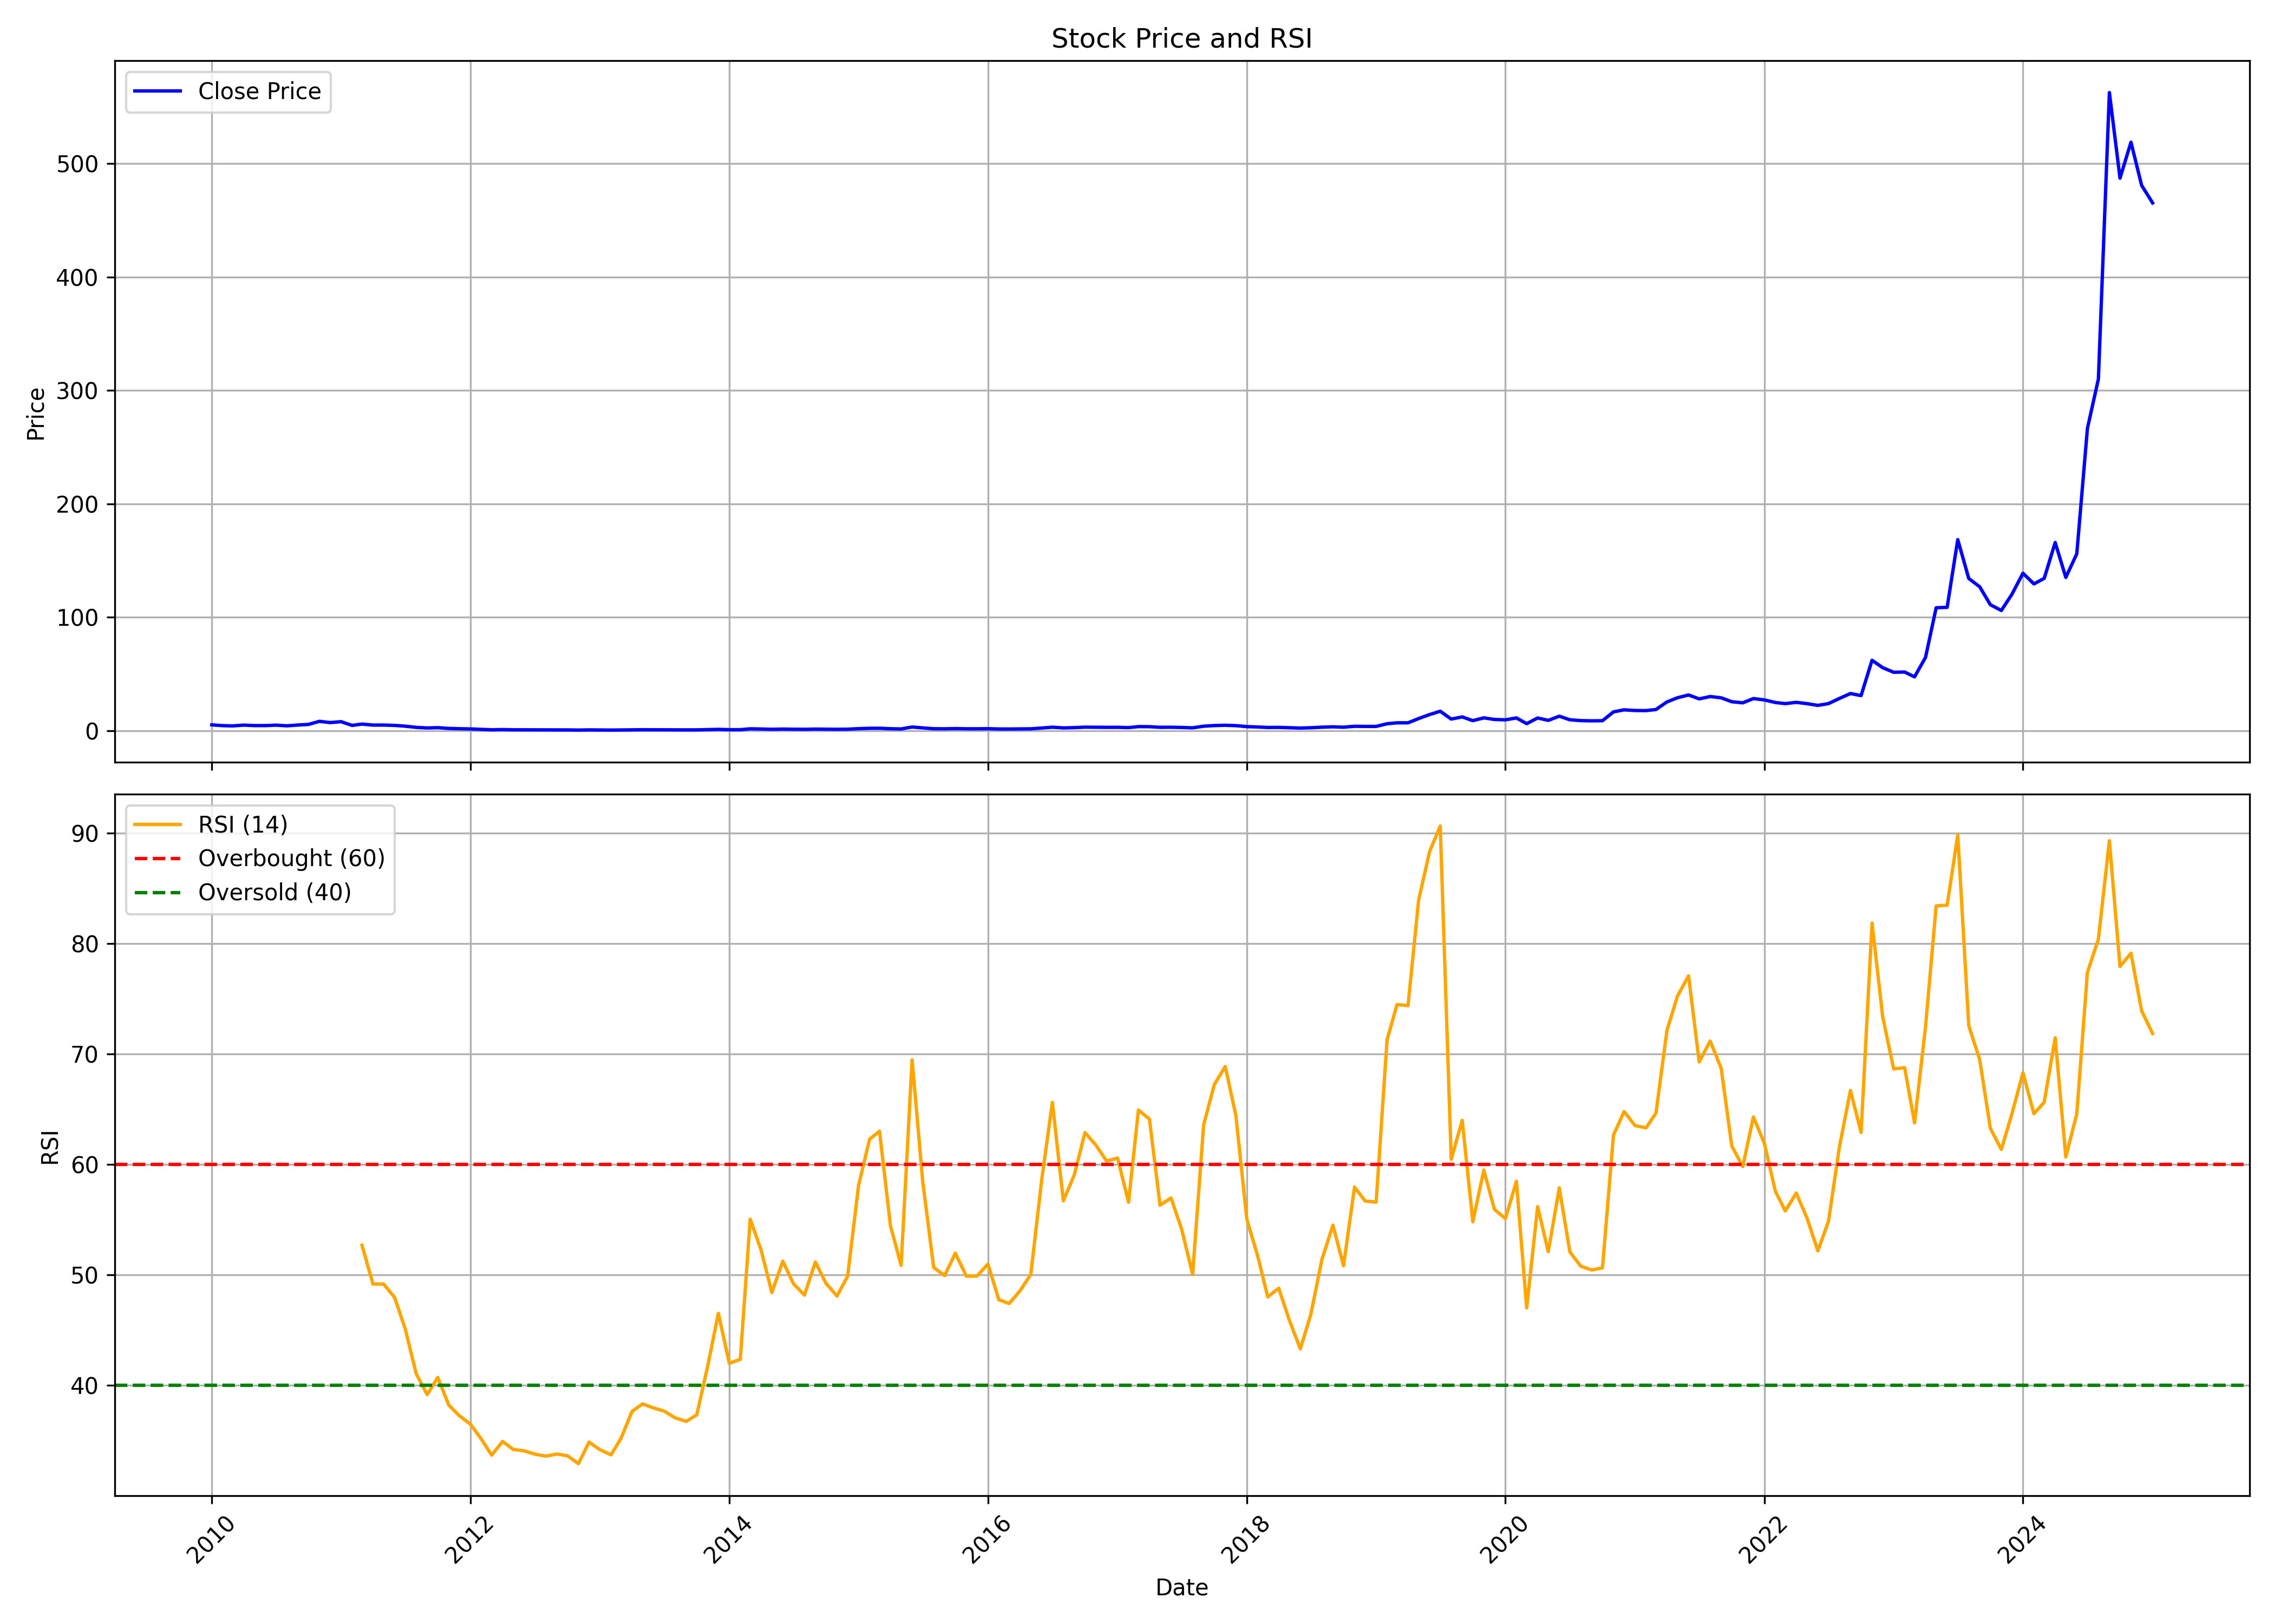 Stock Price and RSI
Close Price
Price
500
400
300
200
100
0
RSI (14)
Overbought (60)
Oversold (40)
RSI
90
80
70
60
50
40
2010
2012
2014
2016
2018
2020
2022
2024
Date